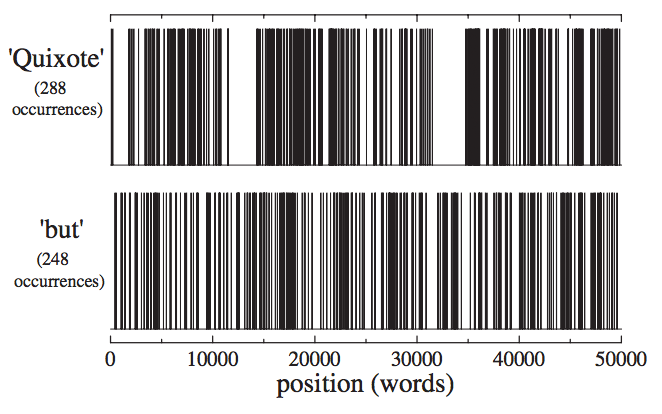 'Quixote'
(288
occurrences)
'but'
(248
occurrences)
0 10000 20000 30000 40000 50000
position (words)